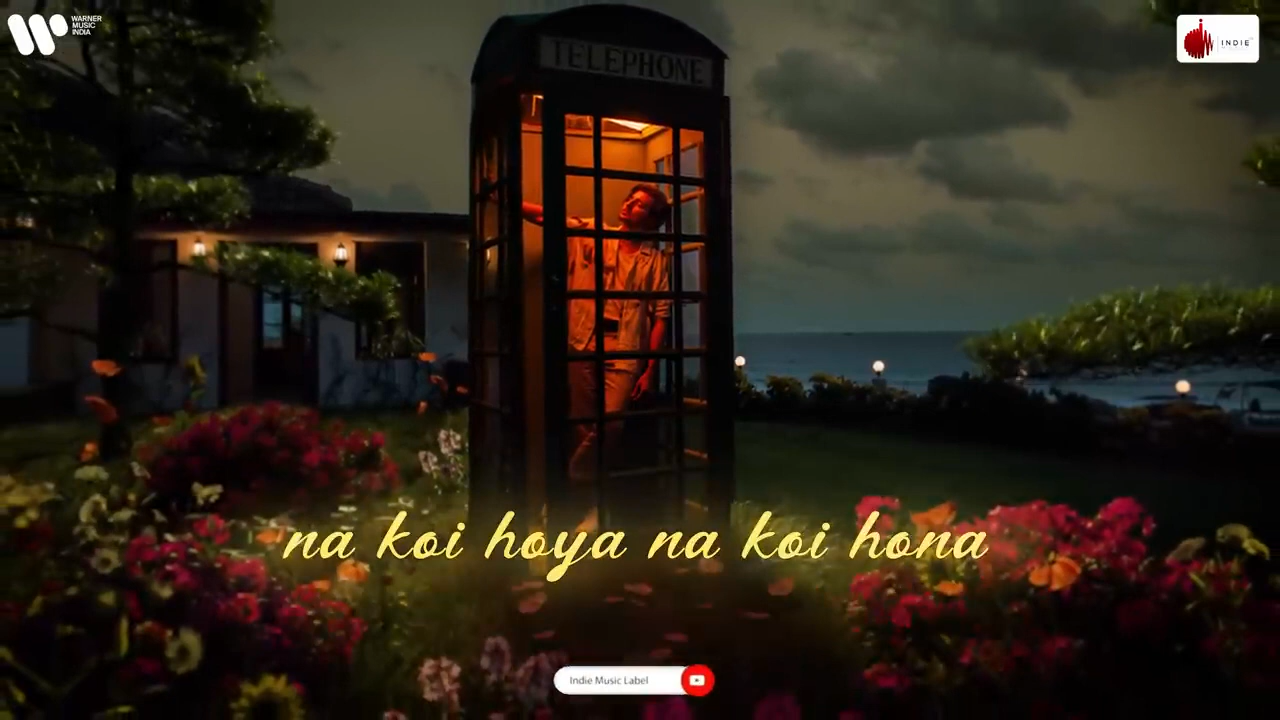 WARNER
MUSIC
INDIA
INDIE
TELEPHONE
na koi hoya na koi hona
Indie Music Label